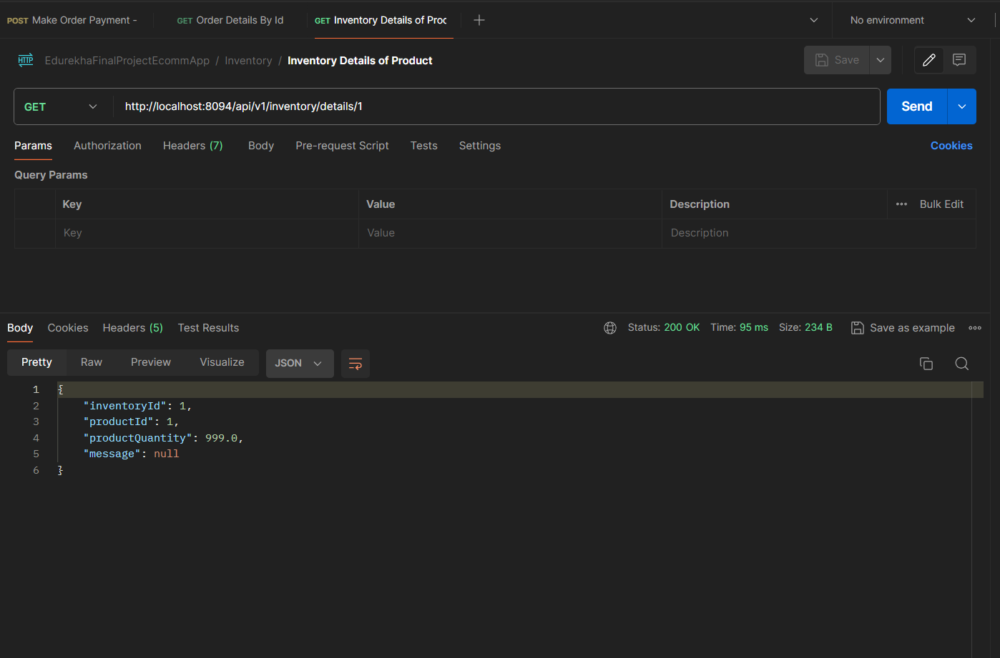 POST Make Order Payment -
GET Order Details By Id
GET Inventory Details of Proc
No environment
HTTP EdurekhaFinalProjectEcommApp / Inventory / Inventory Details of Product
Save
GET
http://localhost:8094/api/v1/inventory/details/1
Send
Params Authorization Headers (7) Body Pre-request Script Tests Settings
Cookies
Query Params
Key Value Description Bulk Edit
Key Value Description
Body Cookies Headers (5) Test Results
Status: 200 OK Time: 95 ms Size: 234 B Save as example
Pretty Raw Preview Visualize JSON
1 {
2 "inventoryId": 1,
3 "productId": 1,
4 "productQuantity": 999.0,
5 "message": null
6 }